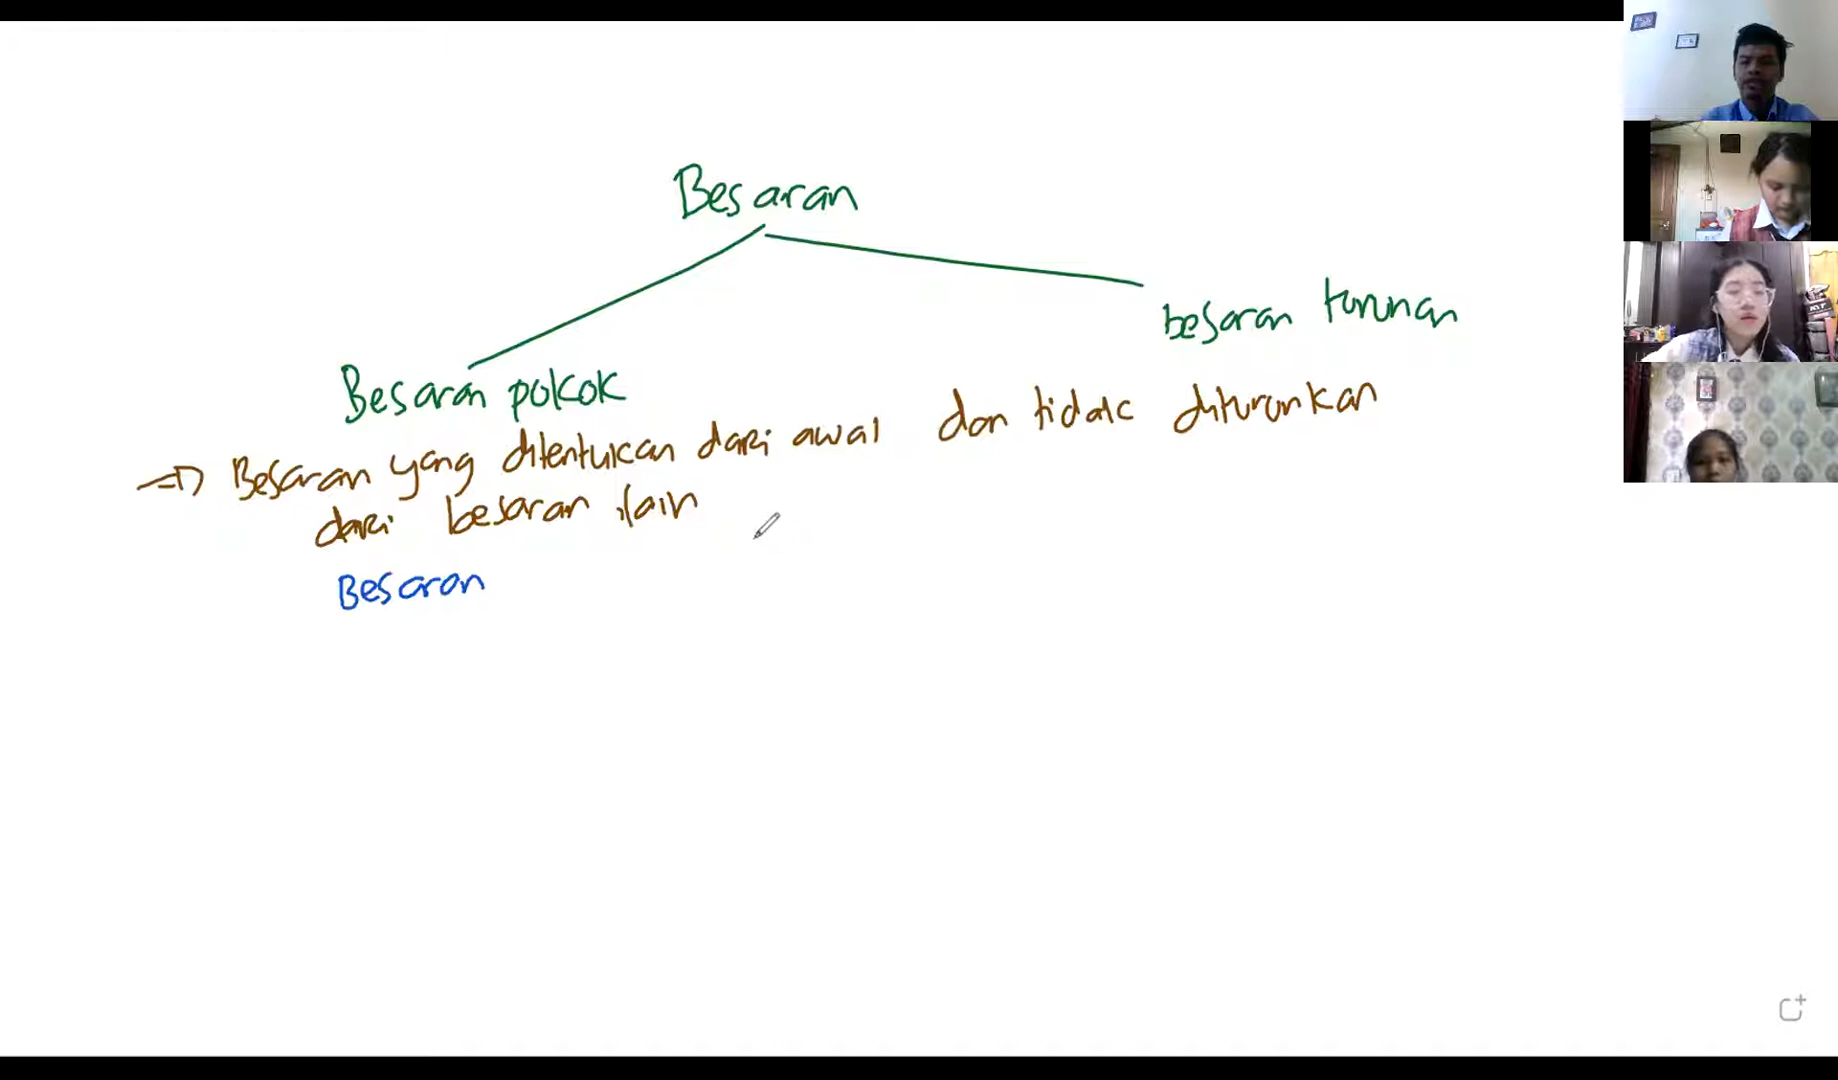 Besaran
besaran turunan
Besaran pokok
=> Besaran yang ditentukan dari awal dan tidak diturunkan
dari besaran lain
Besaran